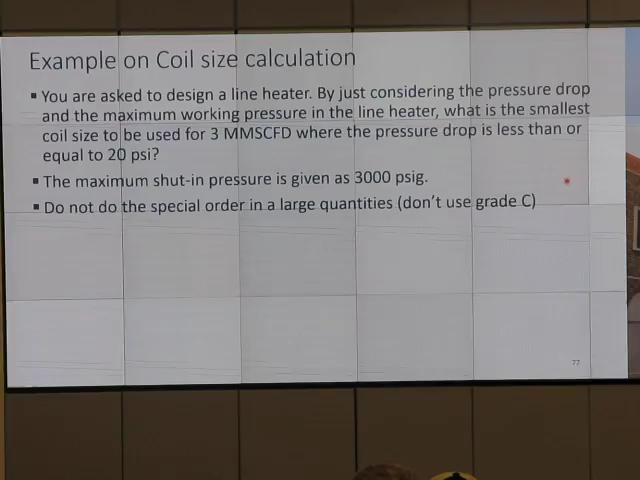 Example on Coil size calculation
▪ You are asked to design a line heater. By just considering the pressure drop
and the maximum working pressure in the line heater, what is the smallest
coil size to be used for 3 MMSCFD where the pressure drop is less than or
equal to 20 psi?
▪ The maximum shut-in pressure is given as 3000 psig.
▪ Do not do the special order in a large quantities (don't use grade C)
77